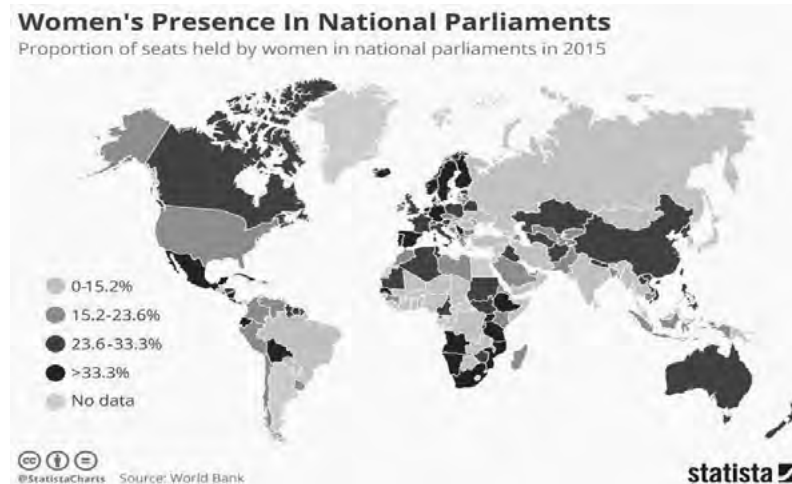 Women's Presence In National Parliaments
Proportion of seats held by women in national parliaments in 2015
0-15.2%
15.2-23.6%
23.6-33.3%
>33.3%
No data
cc
@StatistaCharts Source: World Bank
statista